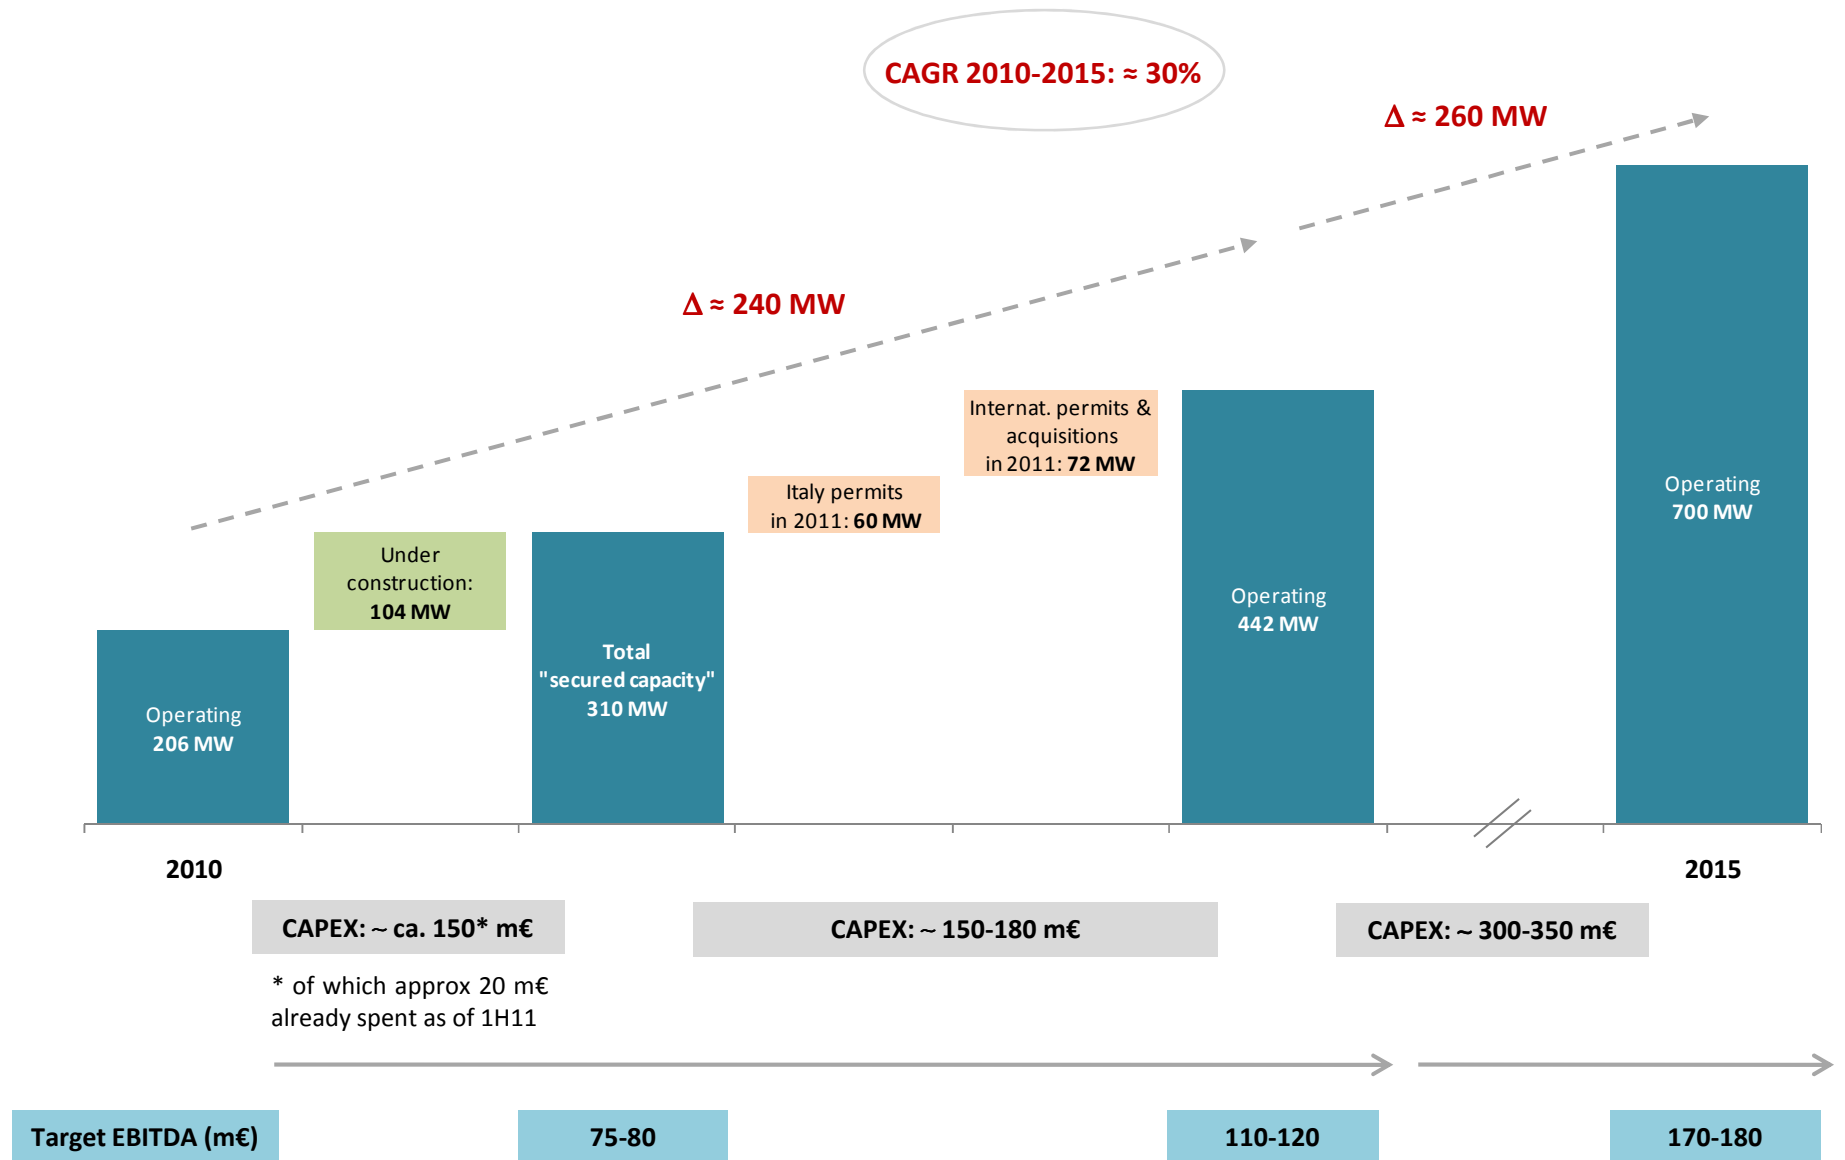 CAGR 2010-2015: ≈ 30%
Δ ≈ 260 MW
Δ ≈ 240 MW
Operating
206 MW
Under
construction:
104 MW
Total
"secured capacity"
310 MW
Italy permits
in 2011: 60 MW
Internat. permits &
acquisitions
in 2011: 72 MW
Operating
442 MW
Operating
700 MW
2010
2015
CAPEX: ~ ca. 150* m€
CAPEX: ~ 150-180 m€
CAPEX: ~ 300-350 m€
* of which approx 20 m€
already spent as of 1H11
Target EBITDA (m€)
75-80
110-120
170-180